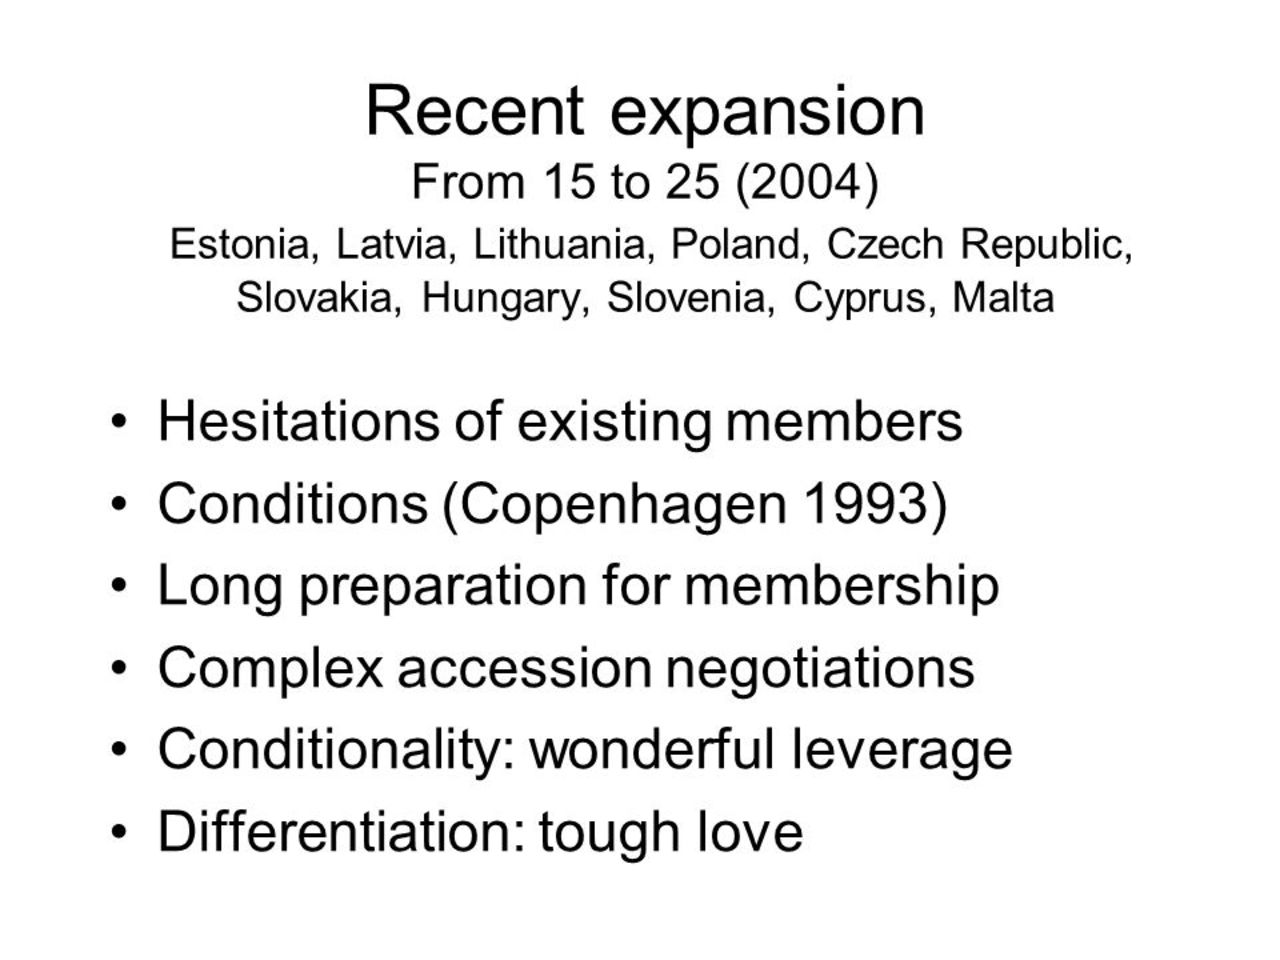 Recent expansion
From 15 to 25 (2004)
Estonia, Latvia, Lithuania, Poland, Czech Republic,
Slovakia, Hungary, Slovenia, Cyprus, Malta
• Hesitations of existing members
• Conditions (Copenhagen 1993)
• Long preparation for membership
• Complex accession negotiations
• Conditionality: wonderful leverage
• Differentiation: tough love